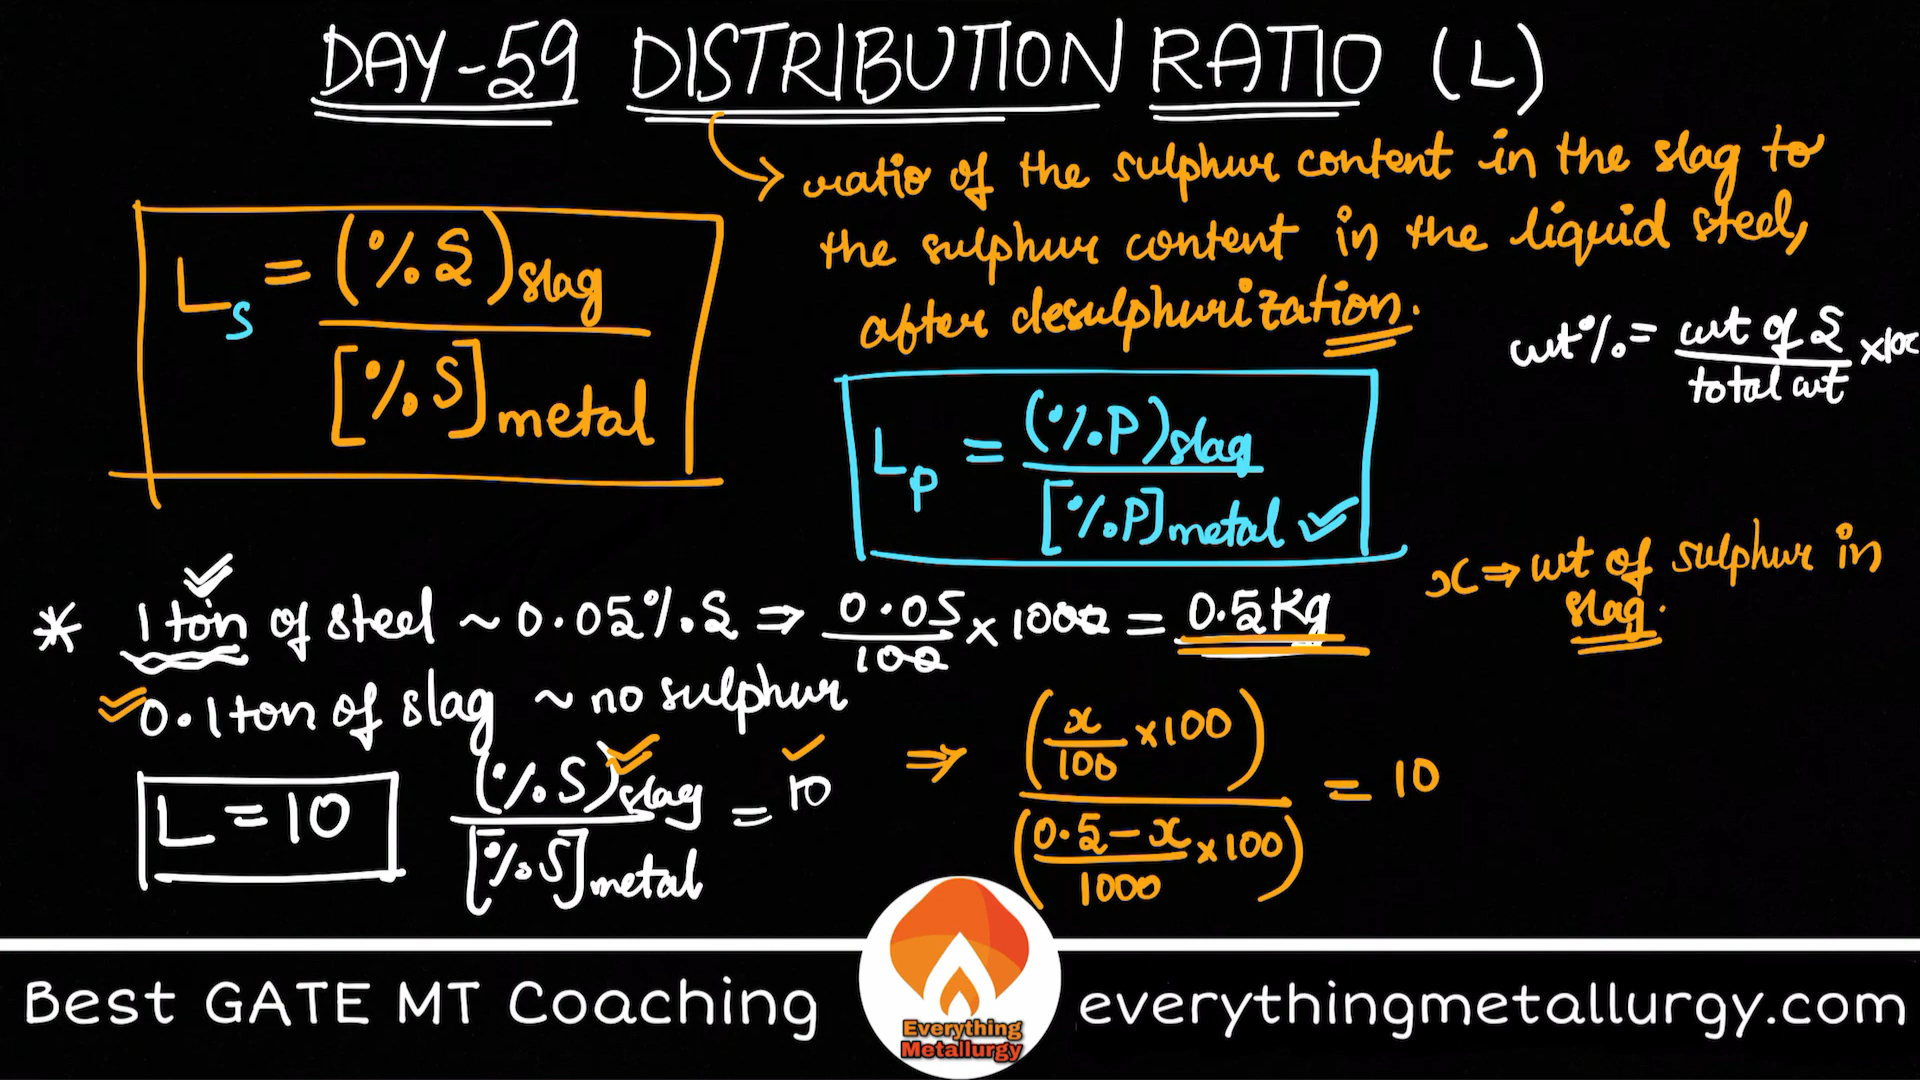 DAY-59 DISTRIBUTION RATIO (L)
ratio of the sulphur content in the slag to
the sulphur content in the liquid steel,
after desulphurization.
Ls = (%S)slag
[%S]metal
wt% = wt of S ×100
total wt
Lp = (%P)slag
[%P]metal
x ⇒ wt of sulphur in
slag.
* 1 ton of steel ~ 0.05%S ⇒ 0.05 × 1000 = 0.5 Kg
100
0.1 ton of slag ~ no sulphur
L = 10
(%S)slag = 10
[%S]metal
⇒ (x/100 ×100) = 10
(0.5-x/1000 ×100)
Best GATE MT Coaching
Everything
Metallurgy
everythingmetallurgy.com